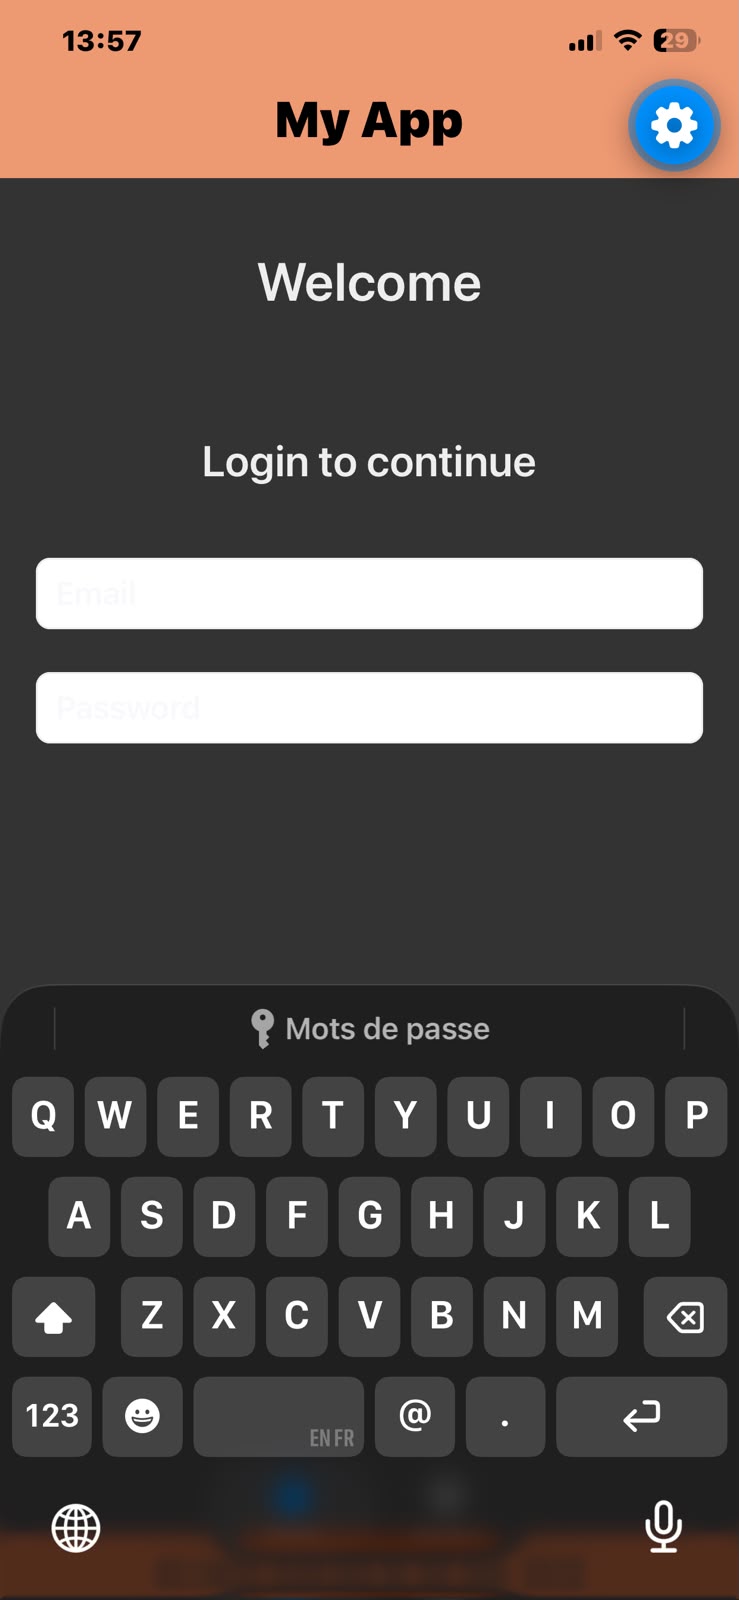 13:57
29
My App
Welcome
Login to continue
Email
Password
Mots de passe
Q W E R T Y U I O P
A S D F G H J K L
Z X C V B N M
123 EN FR @ .